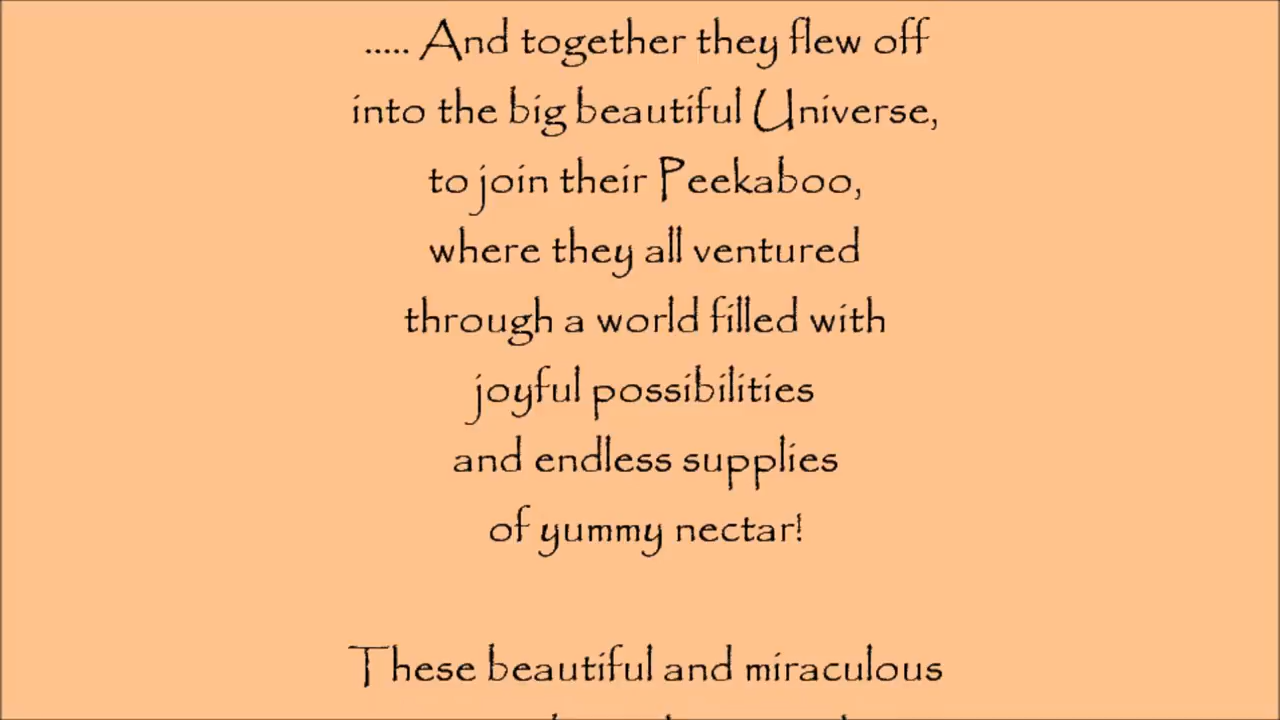 ..... And together they flew off
into the big beautiful Universe,
to join their Peekaboo,
where they all ventured
through a world filled with
joyful possibilities
and endless supplies
of yummy nectar!
These beautiful and miraculous